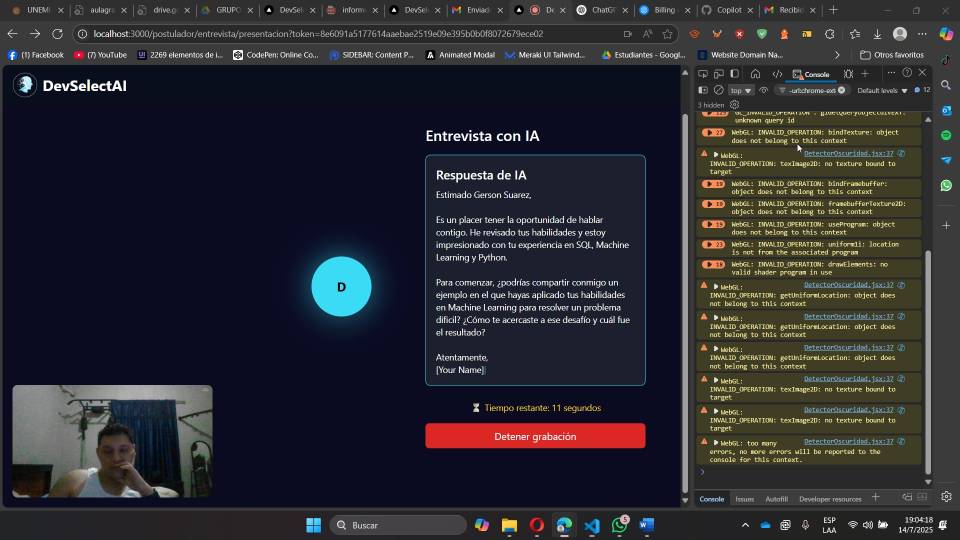 UNEMI
aulagra
drive.go
GRUPO
DevSele
inform
DevSel
Enviado
De
ChatGP
Billing
Copilot
Recibid
localhost:3000/postulador/entrevista/presentacion?token=8e6091a5177614aaebae2519e09e395b0b0f8072679ece02
(1) Facebook
(7) YouTube
2269 elementos de i...
CodePen: Online Co...
SIDEBAR: Content P...
Animated Modal
Meraki UI Tailwind...
Estudiantes - Googl...
Website Domain Na...
Otros favoritos
DevSelectAI
Entrevista con IA
Respuesta de IA
Estimado Gerson Suarez,
Es un placer tener la oportunidad de hablar
contigo. He revisado tus habilidades y estoy
impresionado con tu experiencia en SQL, Machine
Learning y Python.
Para comenzar, ¿podrías compartir conmigo un
ejemplo en el que hayas aplicado tus habilidades
en Machine Learning para resolver un problema
difícil? ¿Cómo te acercaste a ese desafío y cuál fue
el resultado?
Atentamente,
[Your Name]
D
Tiempo restante: 11 segundos
Detener grabación
Console
top
-url:chrome-ext
Default levels
12
3 hidden
unknown query id
27 WebGL: INVALID_OPERATION: bindTexture: object
does not belong to this context
WebGL: DetectorOscuridad.jsx:37
INVALID_OPERATION: texImage2D: no texture bound to
target
19 WebGL: INVALID_OPERATION: bindFramebuffer:
object does not belong to this context
19 WebGL: INVALID_OPERATION: framebufferTexture2D:
object does not belong to this context
15 WebGL: INVALID_OPERATION: useProgram: object
does not belong to this context
23 WebGL: INVALID_OPERATION: uniform1i: location
is not from the associated program
19 WebGL: INVALID_OPERATION: drawElements: no
valid shader program in use
WebGL: DetectorOscuridad.jsx:37
INVALID_OPERATION: getUniformLocation: object does
not belong to this context
WebGL: DetectorOscuridad.jsx:37
INVALID_OPERATION: getUniformLocation: object does
not belong to this context
WebGL: DetectorOscuridad.jsx:37
INVALID_OPERATION: getUniformLocation: object does
not belong to this context
WebGL: DetectorOscuridad.jsx:37
INVALID_OPERATION: texImage2D: no texture bound to
target
WebGL: DetectorOscuridad.jsx:37
INVALID_OPERATION: texImage2D: no texture bound to
target
WebGL: too many DetectorOscuridad.jsx:37
errors, no more errors will be reported to the
console for this context.
Console
Issues
Autofill
Developer resources
Buscar
5
ESP
LAA
19:04:18
14/7/2025